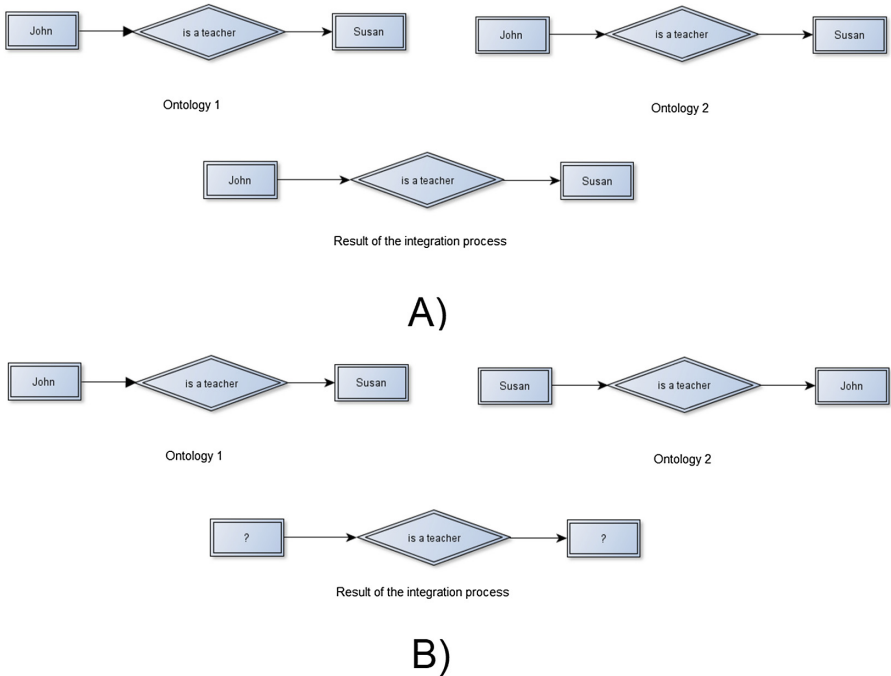 John is a teacher Susan
John is a teacher Susan
Ontology 1
Ontology 2
John is a teacher Susan
Result of the integration process
A)
John is a teacher Susan
Susan is a teacher John
Ontology 1
Ontology 2
? is a teacher ?
Result of the integration process
B)